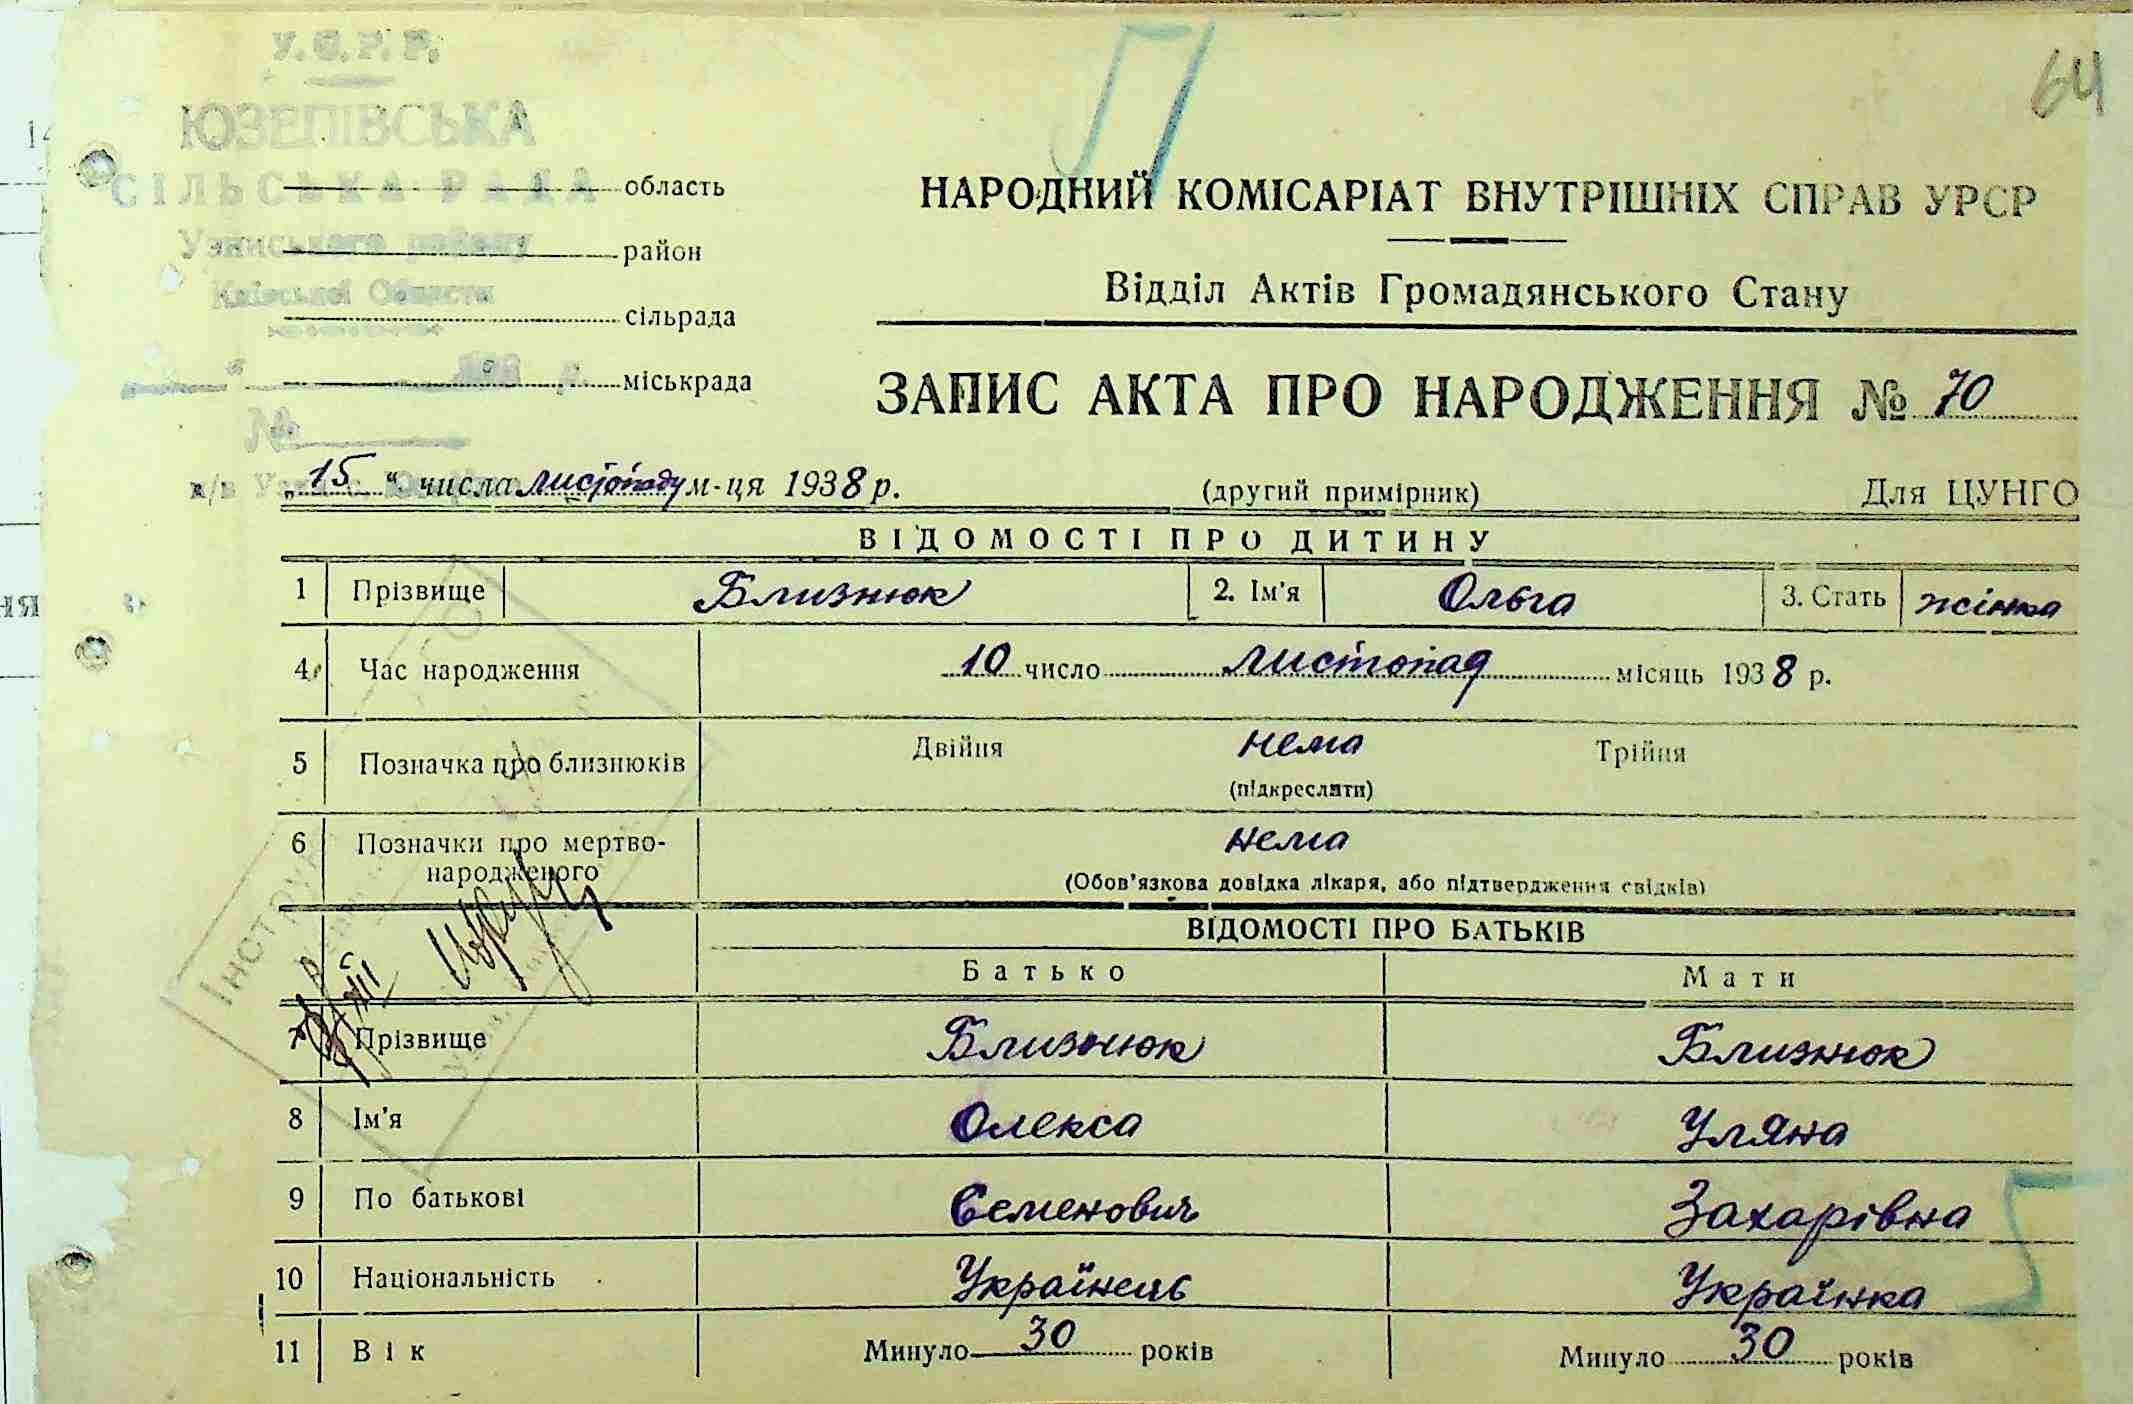 У.С.Р.Р.
ЮЗЕПІВСЬКА
СІЛЬСЬКА РАДА
Узинського району
Київської Области
№
64
область
район
сільрада
міськрада
НАРОДНИЙ КОМІСАРІАТ ВНУТРІШНІХ СПРАВ УРСР
Відділ Актів Громадянського Стану
ЗАПИС АКТА ПРО НАРОДЖЕННЯ № 70
„15“ числа листопаду м-ця 1938 р. (другий примірник) Для ЦУНГО
ВІДОМОСТІ ПРО ДИТИНУ
1 Прізвище Близнюк 2. Ім'я Ольга 3. Стать жінка
4 Час народження 10 число листопад місяць 1938 р.
5 Позначка про близнюків Двійня нема Трійня
(підкреслити)
6 Позначки про мертво- нема
народженого (Обов'язкова довідка лікаря, або підтвердження свідків)
ВІДОМОСТІ ПРО БАТЬКІВ
Батько Мати
7 Прізвище Близнюк Близнюк
8 Ім'я Олекса Уляна
9 По батькові Семенович Захарівна
10 Національність Українець Українка
11 Вік Минуло 30 років Минуло 30 років